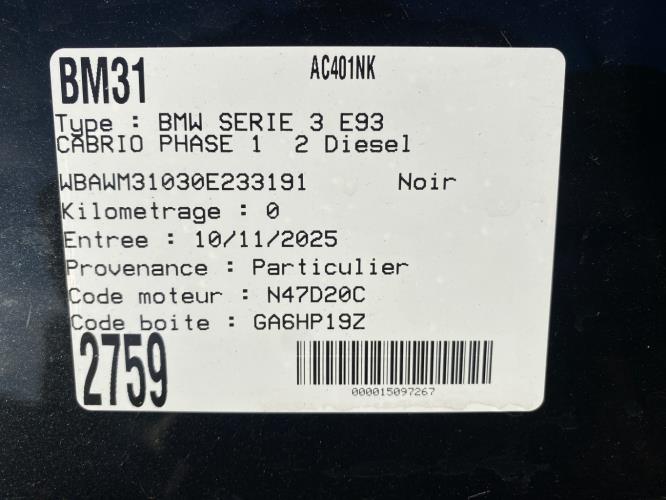 BM31 AC401NK
Type : BMW SERIE 3 E93
CABRIO PHASE 1 2 Diesel
WBAWM31030E233191 Noir
Kilometrage : 0
Entree : 10/11/2025
Provenance : Particulier
Code moteur : N47D20C
Code boite : GA6HP19Z
2759
000015097267